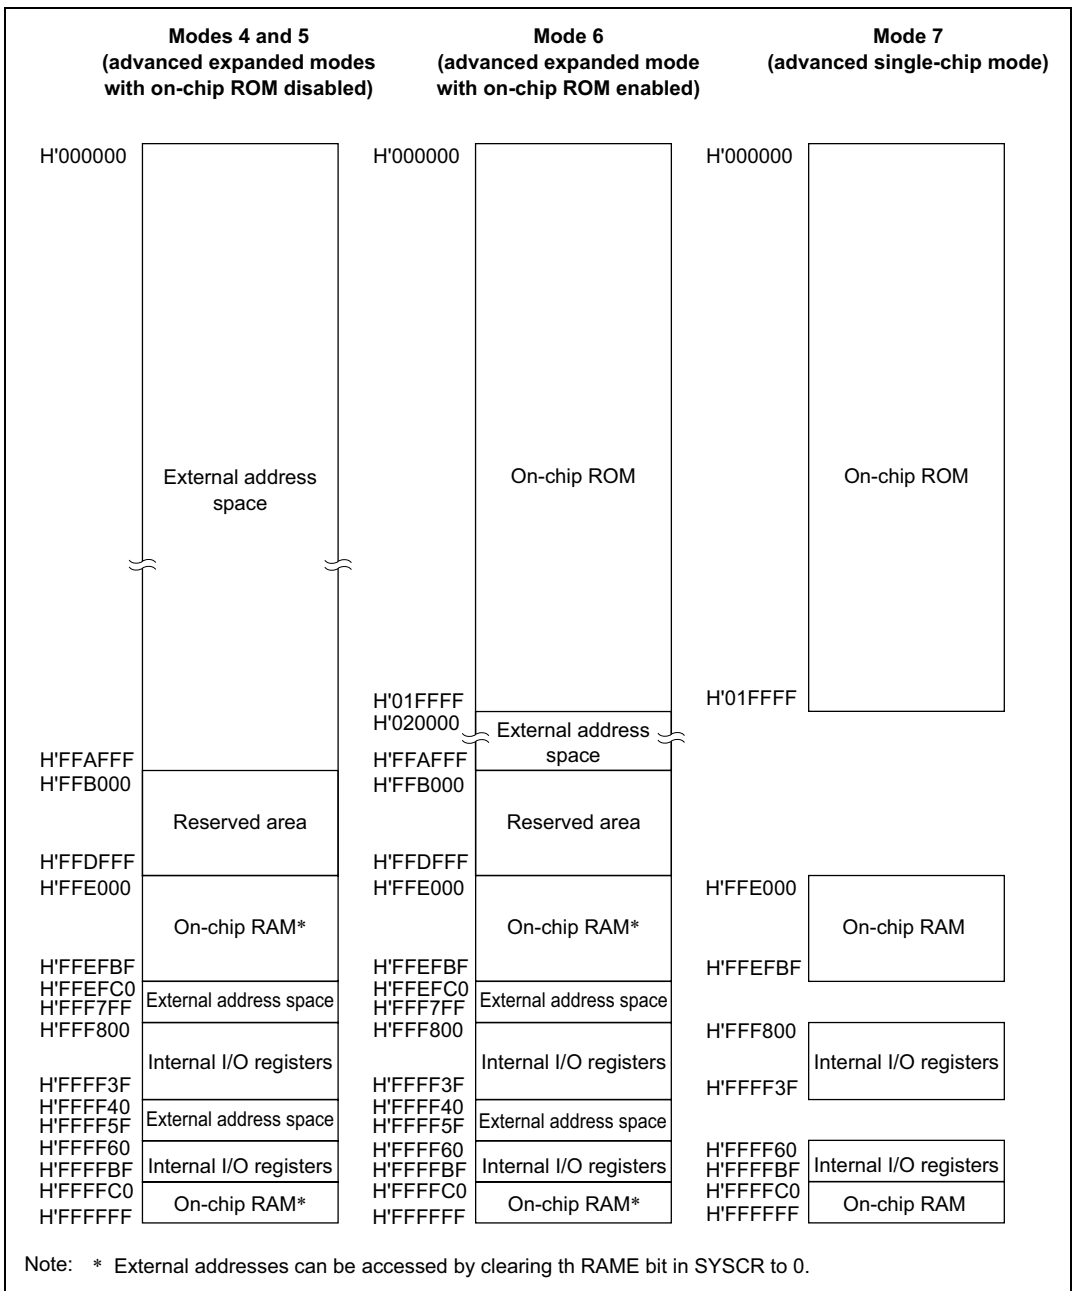 Modes 4 and 5
(advanced expanded modes
with on-chip ROM disabled)
H'000000
External address
space
H'FFAFFF
H'FFB000
Reserved area
H'FFDFFF
H'FFE000
On-chip RAM*
H'FFEFBF
H'FFEFC0
External address space
H'FFF7FF
H'FFF800
Internal I/O registers
H'FFFF3F
H'FFFF40
External address space
H'FFFF5F
H'FFFF60
Internal I/O registers
H'FFFFBF
H'FFFFC0
On-chip RAM*
H'FFFFFF
Mode 6
(advanced expanded mode
with on-chip ROM enabled)
H'000000
On-chip ROM
H'01FFFF
H'020000
External address
space
H'FFAFFF
H'FFB000
Reserved area
H'FFDFFF
H'FFE000
On-chip RAM*
H'FFEFBF
H'FFEFC0
External address space
H'FFF7FF
H'FFF800
Internal I/O registers
H'FFFF3F
H'FFFF40
External address space
H'FFFF5F
H'FFFF60
Internal I/O registers
H'FFFFBF
H'FFFFC0
On-chip RAM*
H'FFFFFF
Mode 7
(advanced single-chip mode)
H'000000
On-chip ROM
H'01FFFF
H'FFE000
On-chip RAM
H'FFEFBF
H'FFF800
Internal I/O registers
H'FFFF3F
H'FFFF60
Internal I/O registers
H'FFFFBF
H'FFFFC0
On-chip RAM
H'FFFFFF
Note: * External addresses can be accessed by clearing th RAME bit in SYSCR to 0.